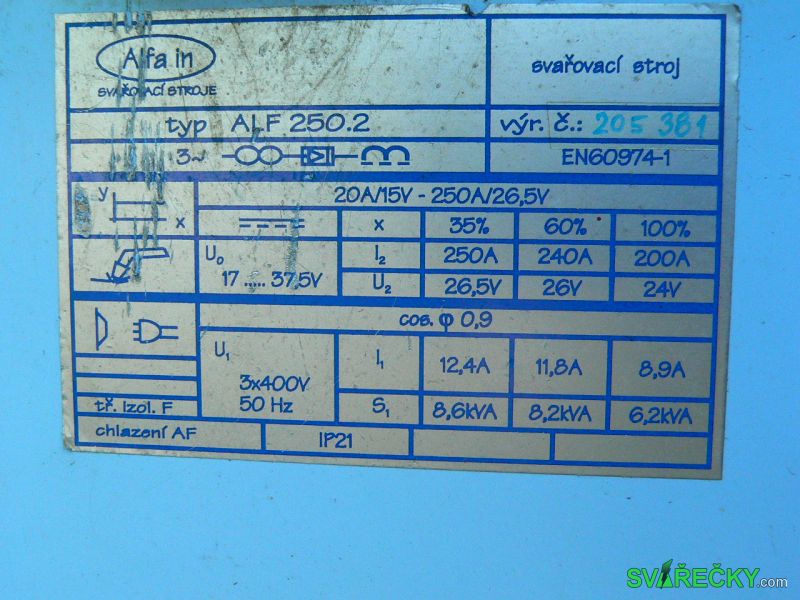 Alfa in
SVAŘOVACÍ STROJE
svařovací stroj
typ ALF 250.2
výr. č.: 205 381
3~
EN60974-1
y
x
20A/15V - 250A/26,5V
x 35% 60% 100%
U0
17 ..... 37,5V
I2 250A 240A 200A
U2 26,5V 26V 24V
cos. φ 0,9
U1
3x400V
50 Hz
I1 12,4A 11,8A 8,9A
S1 8,6kVA 8,2kVA 6,2kVA
tř. izol. F
chlazení AF
IP21
SVÁŘEČKY.com